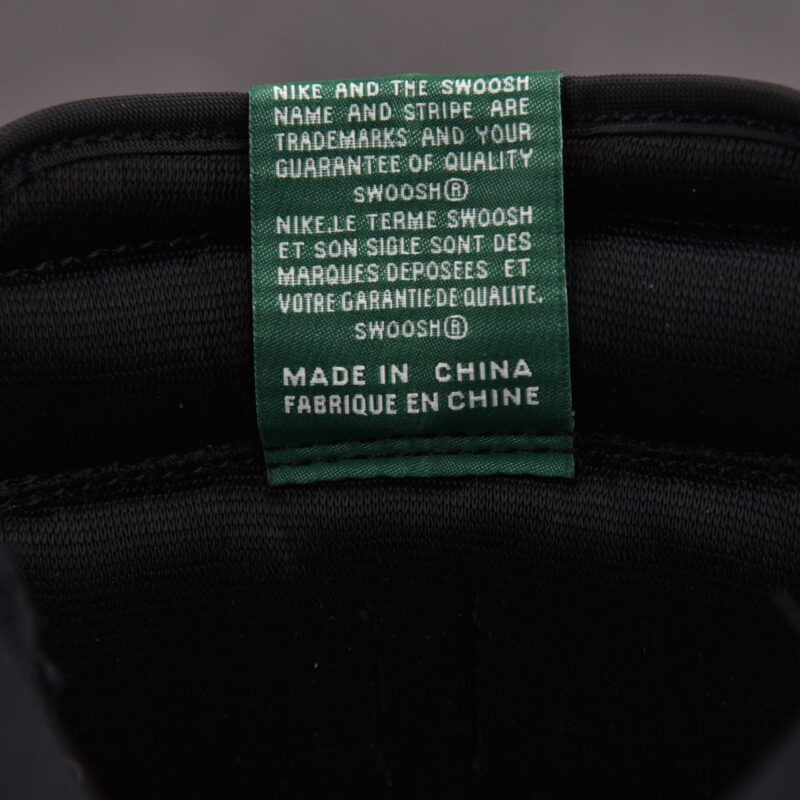 NIKE AND THE SWOOSH
NAME AND STRIPE ARE
TRADEMARKS AND YOUR
GUARANTEE OF QUALITY
SWOOSH®
NIKE,LE TERME SWOOSH
ET SON SIGLE SONT DES
MARQUES DEPOSEES ET
VOTRE GARANTIE DE QUALITE.
SWOOSH®
MADE IN CHINA
FABRIQUE EN CHINE